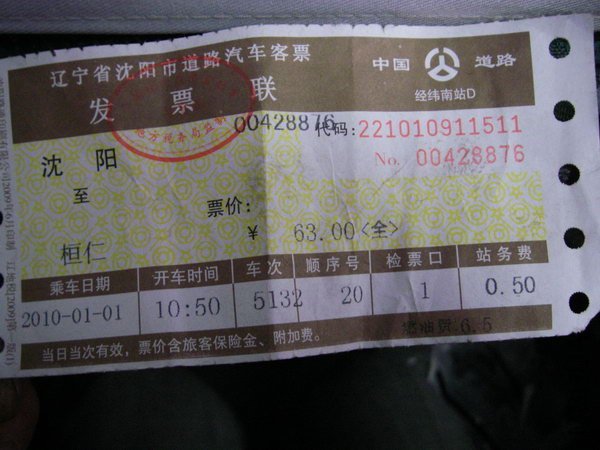 辽宁省沈阳市道路汽车客票
中国 道路
发票联
经纬南站D
00428876
代码:221010911511
No. 00428876
沈阳
至
桓仁
票价:
¥ 63.00<全>
乘车日期 开车时间 车次 顺序号 检票口 站务费
2010-01-01 10:50 5132 20 1 0.50
当日当次有效，票价含旅客保险金、附加费。
燃油费 6.5